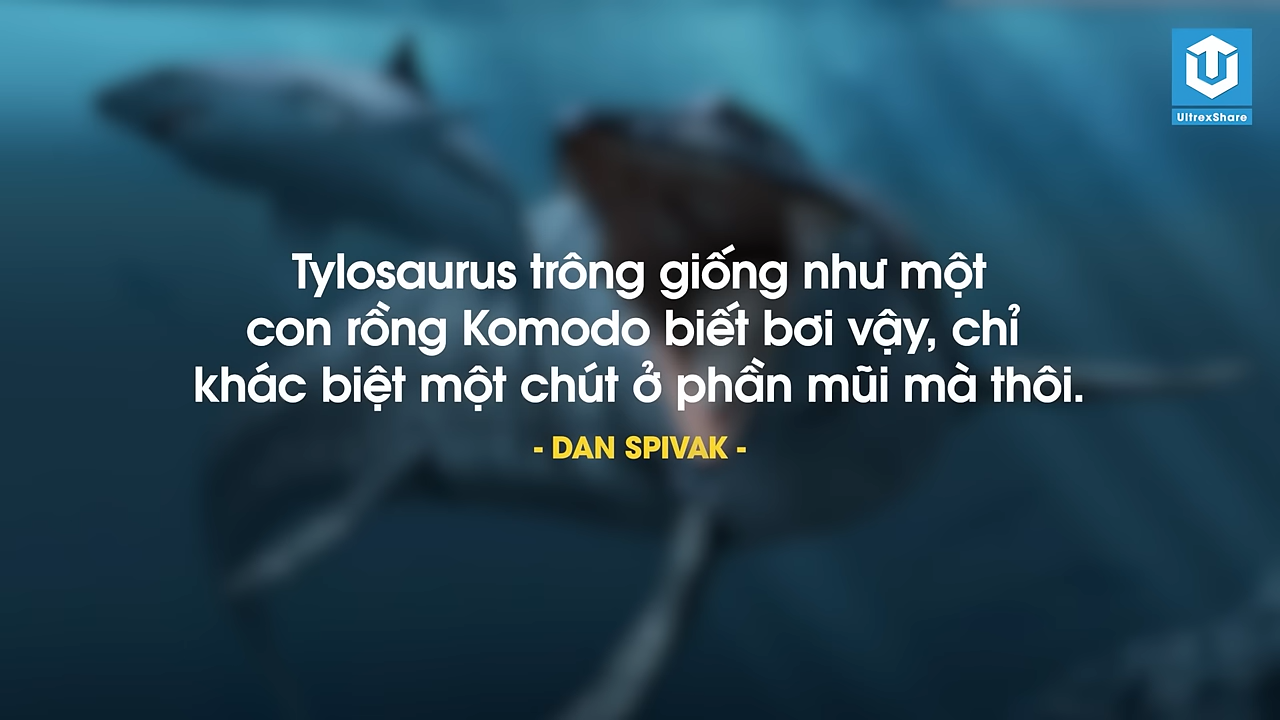 UltrexShare
Tylosaurus trông giống như một
con rồng Komodo biết bơi vậy, chỉ
khác biệt một chút ở phần mũi mà thôi.
- DAN SPIVAK -